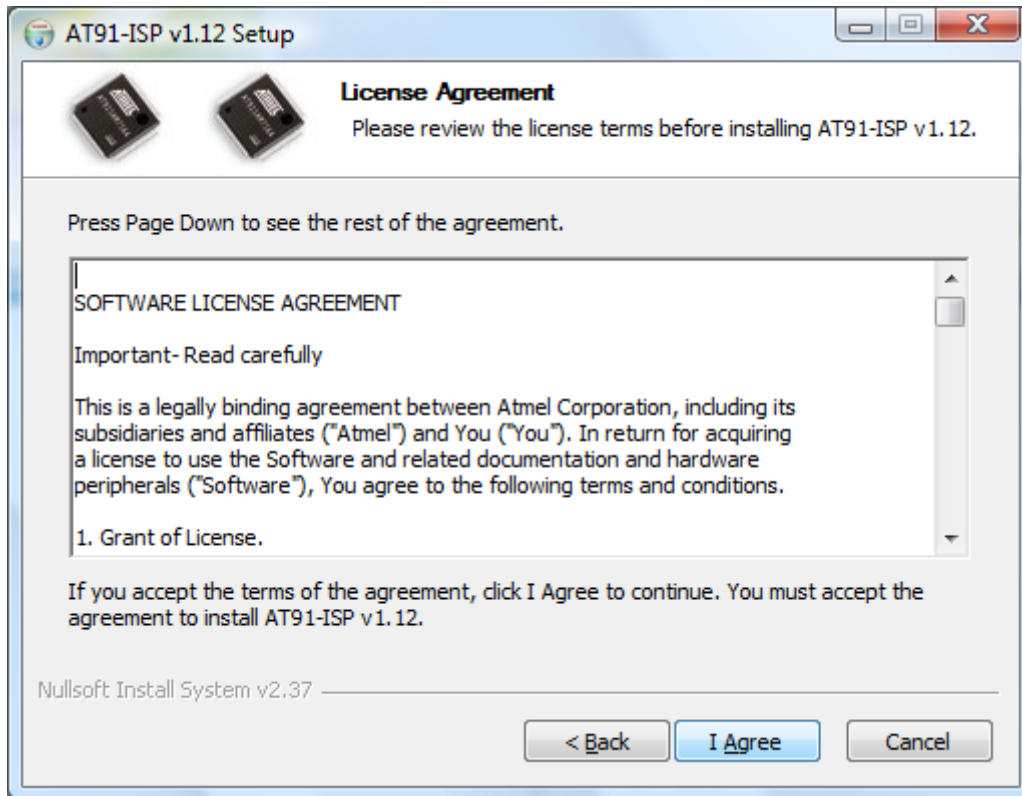 AT91-ISP v1.12 Setup
License Agreement
Please review the license terms before installing AT91-ISP v1.12.
ATMEL
ATMEL
Press Page Down to see the rest of the agreement.
SOFTWARE LICENSE AGREEMENT
Important- Read carefully
This is a legally binding agreement between Atmel Corporation, including its
subsidiaries and affiliates ("Atmel") and You ("You"). In return for acquiring
a license to use the Software and related documentation and hardware
peripherals ("Software"), You agree to the following terms and conditions.
1. Grant of License.
If you accept the terms of the agreement, click I Agree to continue. You must accept the
agreement to install AT91-ISP v1.12.
Nullsoft Install System v2.37
< Back
I Agree
Cancel